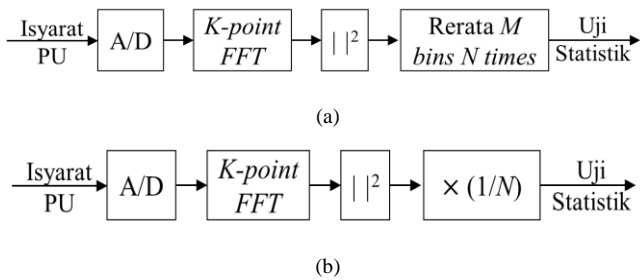 Isyarat
PU
A/D
K-point
FFT
| |²
Rerata M
bins N times
Uji
Statistik
(a)
Isyarat
PU
A/D
K-point
FFT
| |²
× (1/N)
Uji
Statistik
(b)